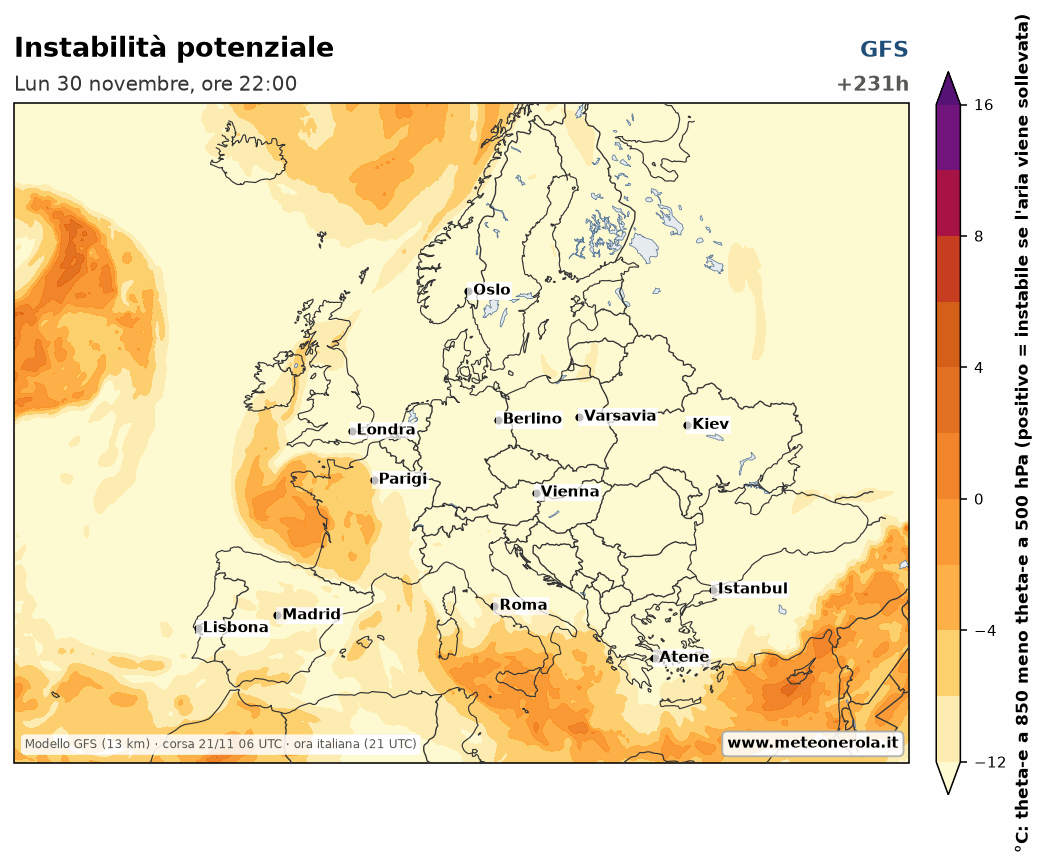 Instabilità potenziale
GFS
Lun 30 novembre, ore 22:00
+231h
Oslo
Berlino
Varsavia
Kiev
Londra
Parigi
Vienna
Istanbul
Roma
Madrid
Lisbona
Atene
Modello GFS (13 km) · corsa 21/11 06 UTC · ora italiana (21 UTC)
www.meteonerola.it
16
8
4
0
−4
−12
°C: theta-e a 850 meno theta-e a 500 hPa (positivo = instabile se l'aria viene sollevata)